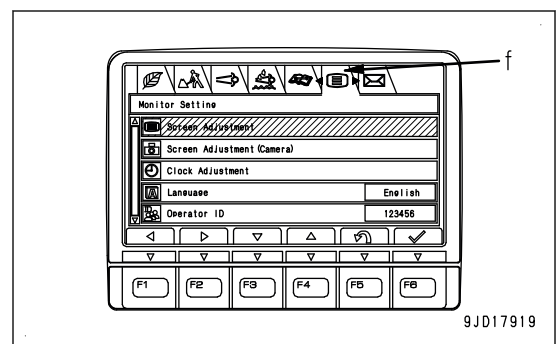 f
Monitor Setting
Screen Adjustment
Screen Adjustment (Camera)
Clock Adjustment
A Language English
ID Operator ID 123456
F1 F2 F3 F4 F5 F6
9JD17919